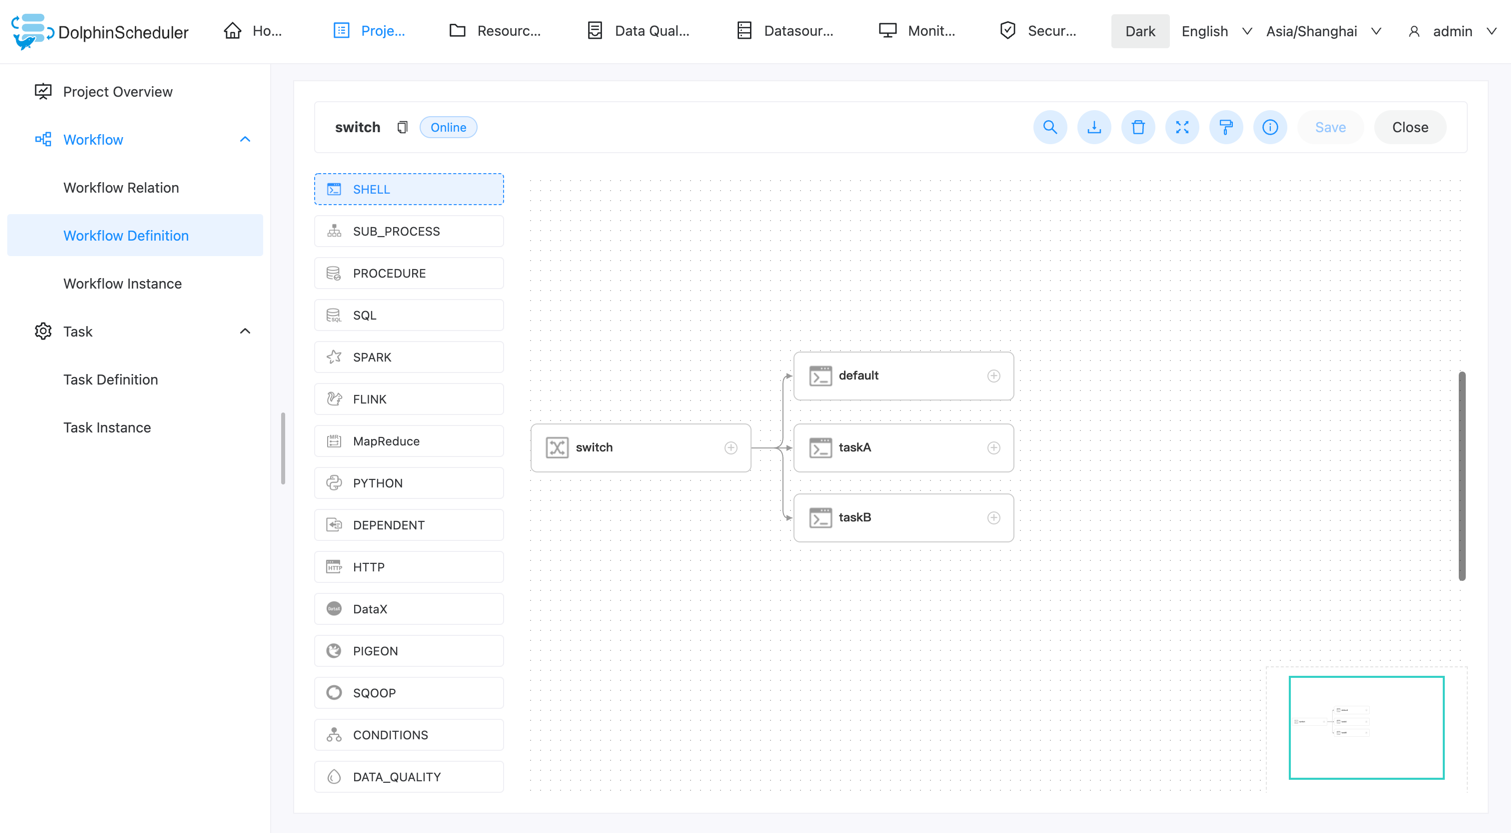 DolphinScheduler
Ho...
Proje...
Resourc...
Data Qual...
Datasour...
Monit...
Secur...
Dark
English
Asia/Shanghai
admin
Project Overview
Workflow
Workflow Relation
Workflow Definition
Workflow Instance
Task
Task Definition
Task Instance
switch
Online
Save
Close
SHELL
SUB_PROCESS
PROCEDURE
SQL
SPARK
FLINK
MapReduce
PYTHON
DEPENDENT
HTTP
DataX
PIGEON
SQOOP
CONDITIONS
DATA_QUALITY
switch
default
taskA
taskB